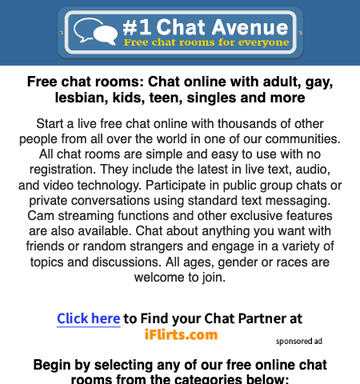 #1 Chat Avenue
Free chat rooms for everyone
Free chat rooms: Chat online with adult, gay,
lesbian, kids, teen, singles and more
Start a live free chat online with thousands of other
people from all over the world in one of our communities.
All chat rooms are simple and easy to use with no
registration. They include the latest in live text, audio,
and video technology. Participate in public group chats or
private conversations using standard text messaging.
Cam streaming functions and other exclusive features
are also available. Chat about anything you want with
friends or random strangers and engage in a variety of
topics and discussions. All ages, gender or races are
welcome to join.
Click here to Find your Chat Partner at
iFlirts.com
sponsored ad
Begin by selecting any of our free online chat
rooms from the categories below: